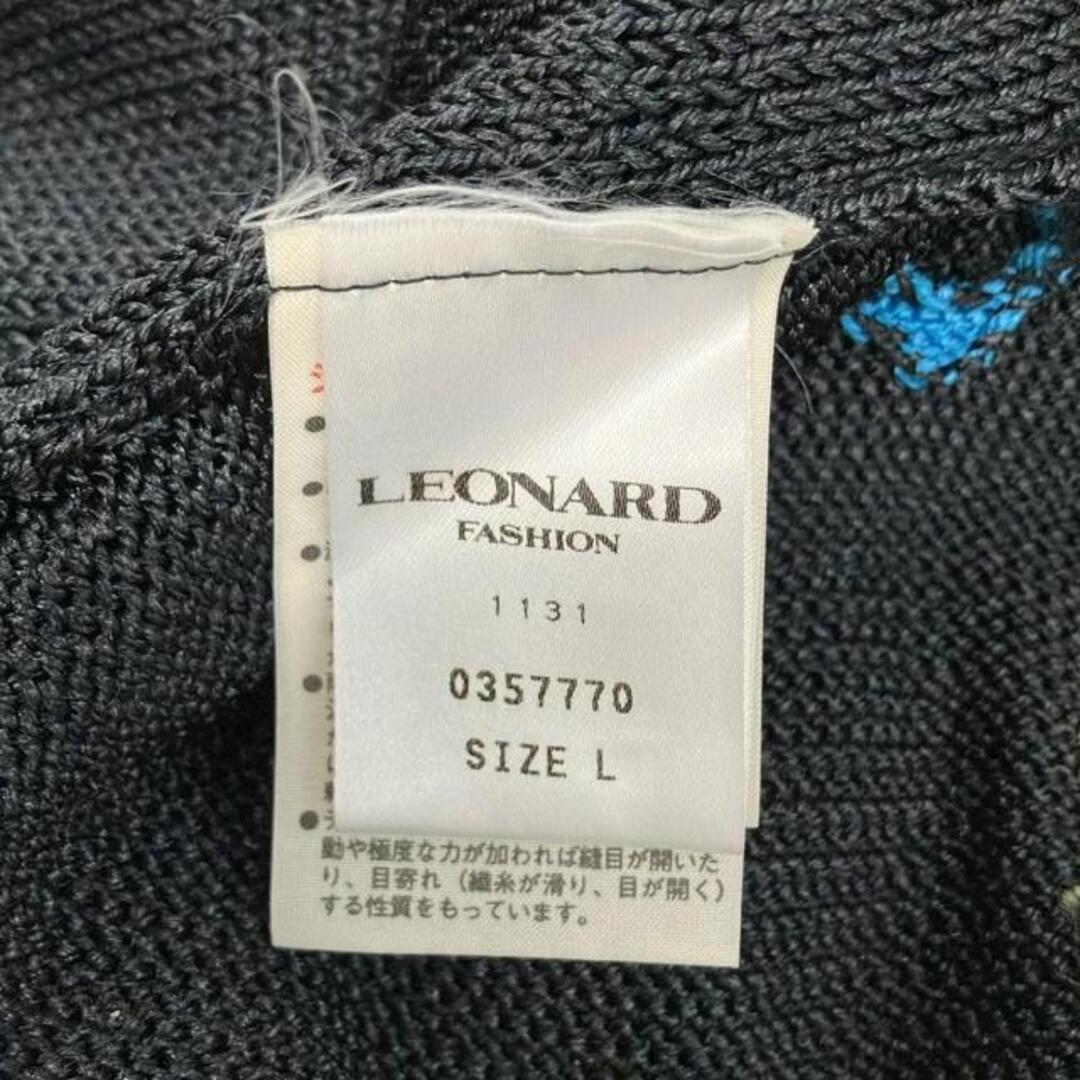 LEONARD
FASHION
1131
0357770
SIZE L
動や極度な力が加われば縫目が開いた
り、目寄れ（織糸が滑り、目が開く）
する性質をもっています。